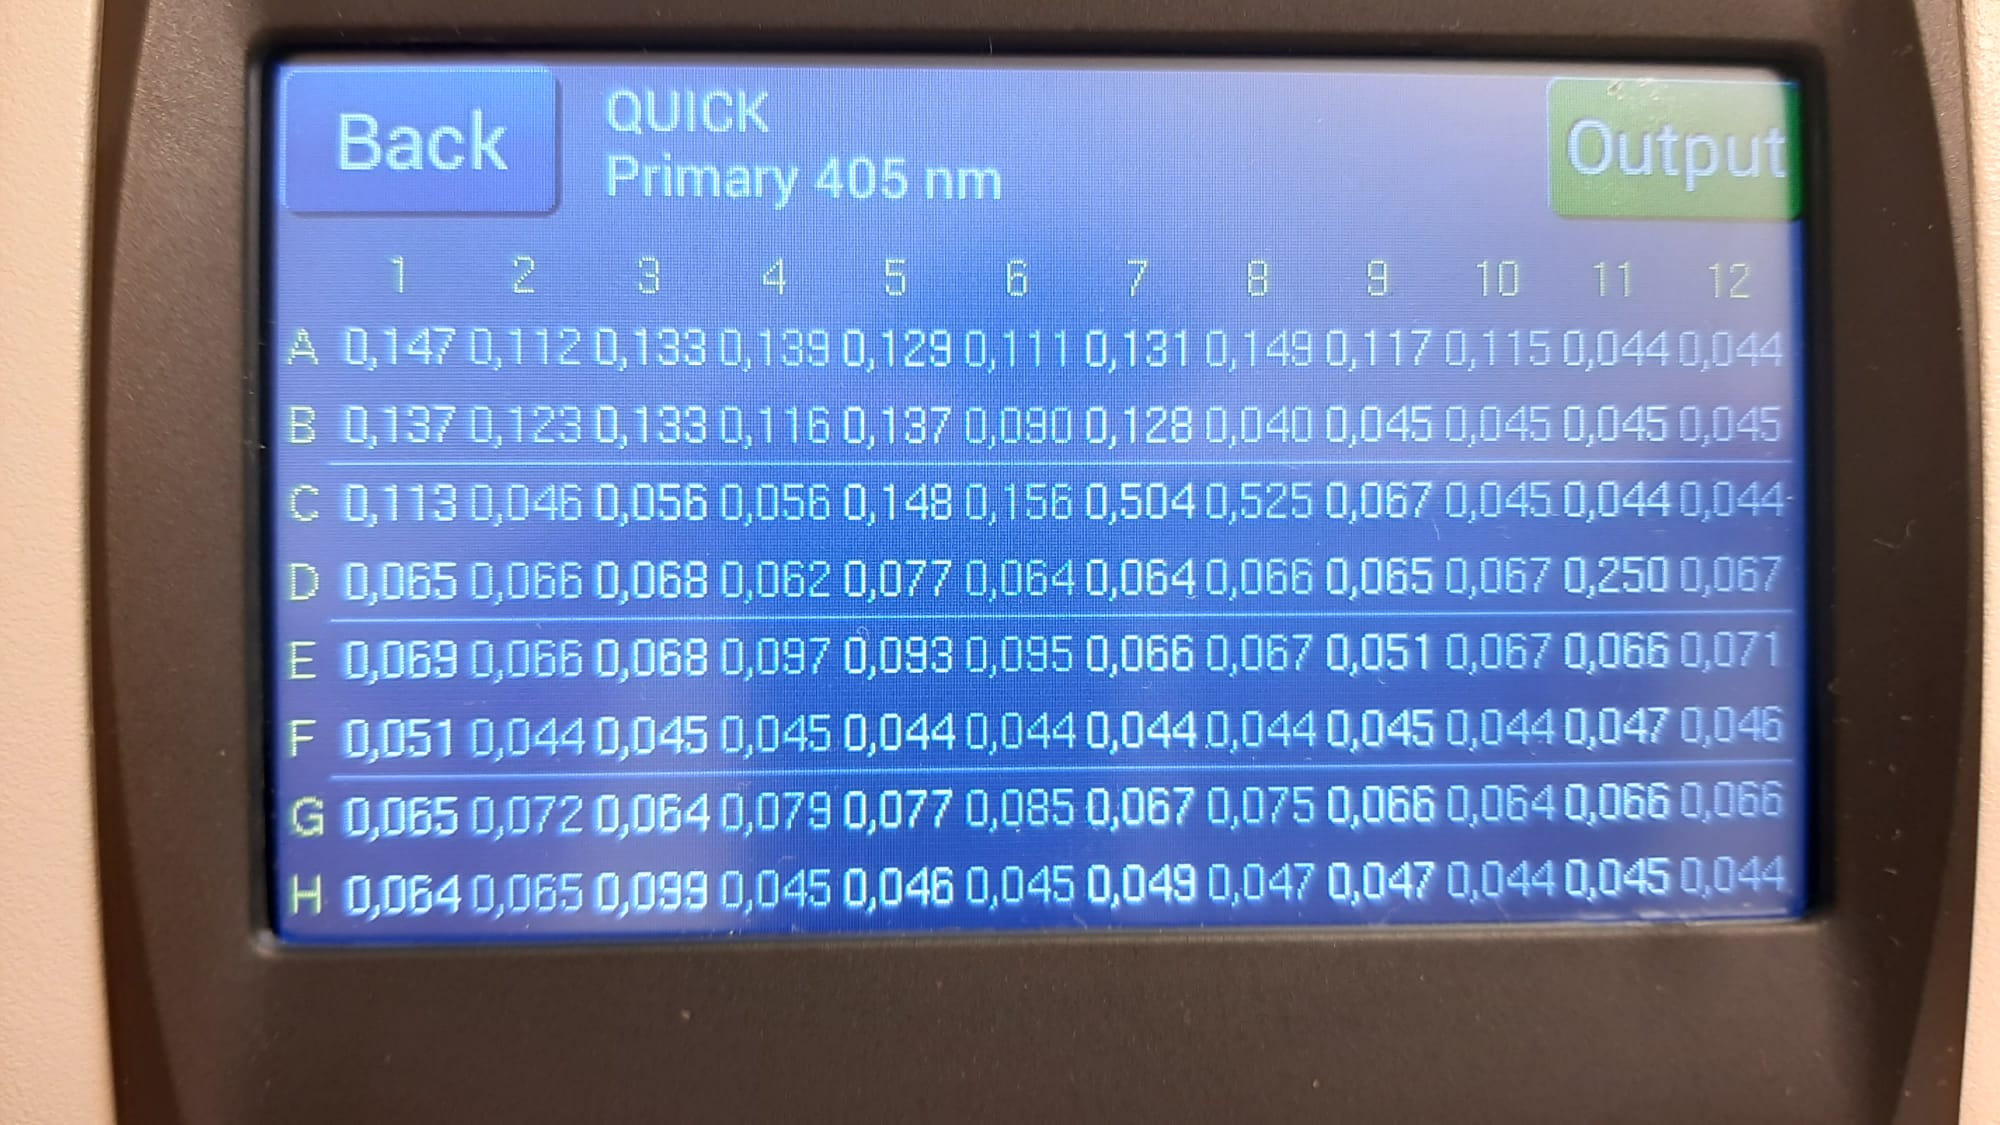 Back
QUICK
Output
Primary 405 nm
1 2 3 4 5 6 7 8 9 10 11 12
A 0,147 0,112 0,133 0,139 0,129 0,111 0,131 0,149 0,117 0,115 0,044 0,044
B 0,137 0,123 0,133 0,116 0,137 0,090 0,128 0,040 0,045 0,045 0,045 0,045
C 0,113 0,046 0,056 0,056 0,148 0,156 0,504 0,525 0,067 0,045 0,044 0,044
D 0,065 0,066 0,068 0,062 0,077 0,064 0,064 0,066 0,065 0,067 0,250 0,067
E 0,069 0,066 0,068 0,097 0,093 0,095 0,066 0,067 0,051 0,067 0,066 0,071
F 0,051 0,044 0,045 0,045 0,044 0,044 0,044 0,044 0,045 0,044 0,047 0,046
G 0,065 0,072 0,064 0,079 0,077 0,085 0,067 0,075 0,066 0,064 0,066 0,066
H 0,064 0,065 0,099 0,045 0,046 0,045 0,049 0,047 0,047 0,044 0,045 0,044